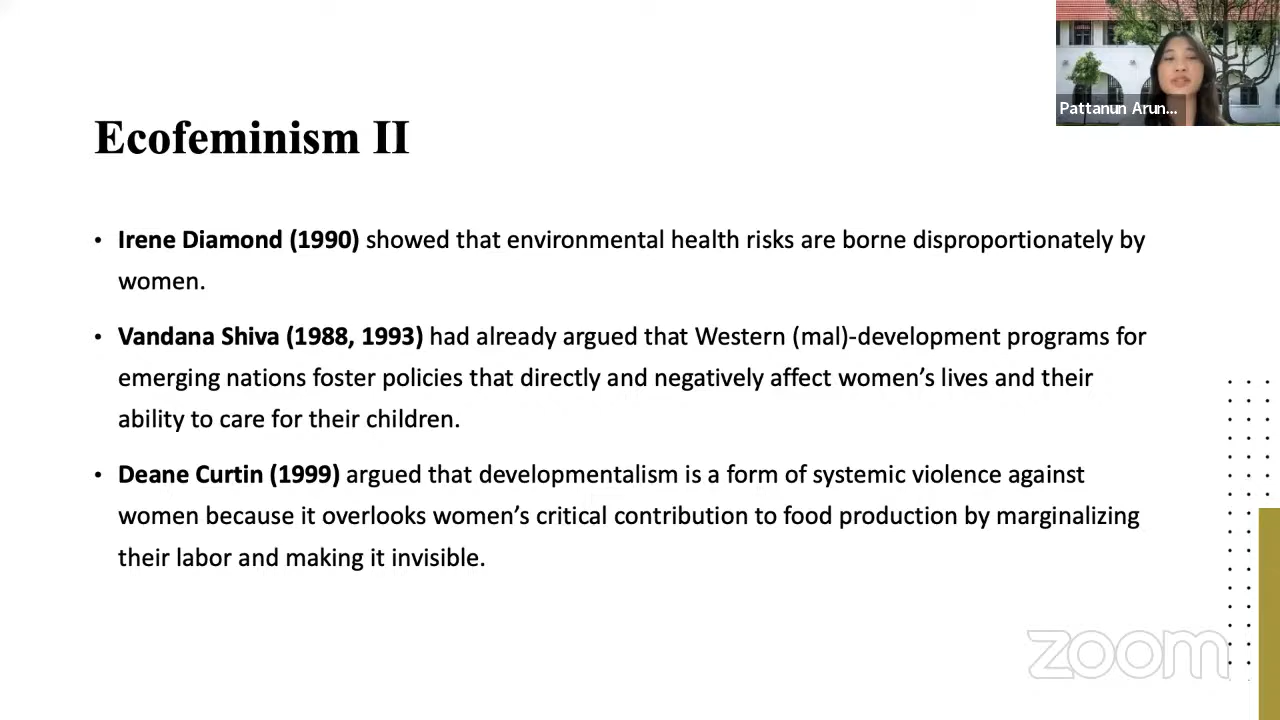 Pattanun Arun...
Ecofeminism II
• Irene Diamond (1990) showed that environmental health risks are borne disproportionately by
women.
• Vandana Shiva (1988, 1993) had already argued that Western (mal)-development programs for
emerging nations foster policies that directly and negatively affect women’s lives and their
ability to care for their children.
• Deane Curtin (1999) argued that developmentalism is a form of systemic violence against
women because it overlooks women’s critical contribution to food production by marginalizing
their labor and making it invisible.
zoom